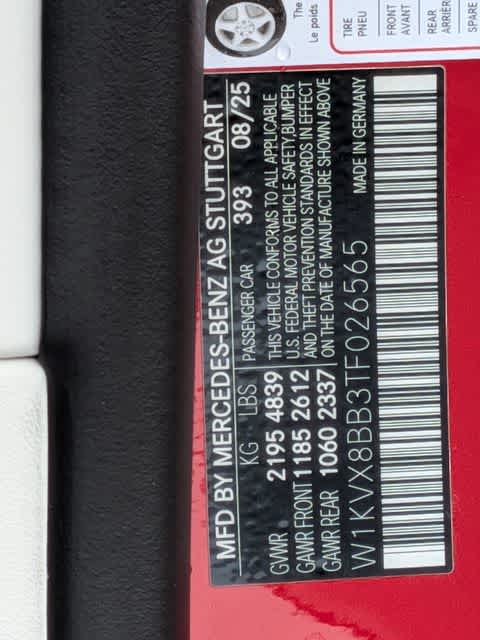 MFD BY MERCEDES-BENZ AG STUTTGART
KG LBS PASSENGER CAR 393 08/25
GVWR 2195 4839 THIS VEHICLE CONFORMS TO ALL APPLICABLE
GAWR FRONT 1185 2612 U.S. FEDERAL MOTOR VEHICLE SAFETY, BUMPER
GAWR REAR 1060 2337 AND THEFT PREVENTION STANDARDS IN EFFECT
ON THE DATE OF MANUFACTURE SHOWN ABOVE
W1KVX8BB3TF026565 MADE IN GERMANY
The
Le poids
TIRE
PNEU
FRONT
AVANT
REAR
ARRIÈR
SPARE